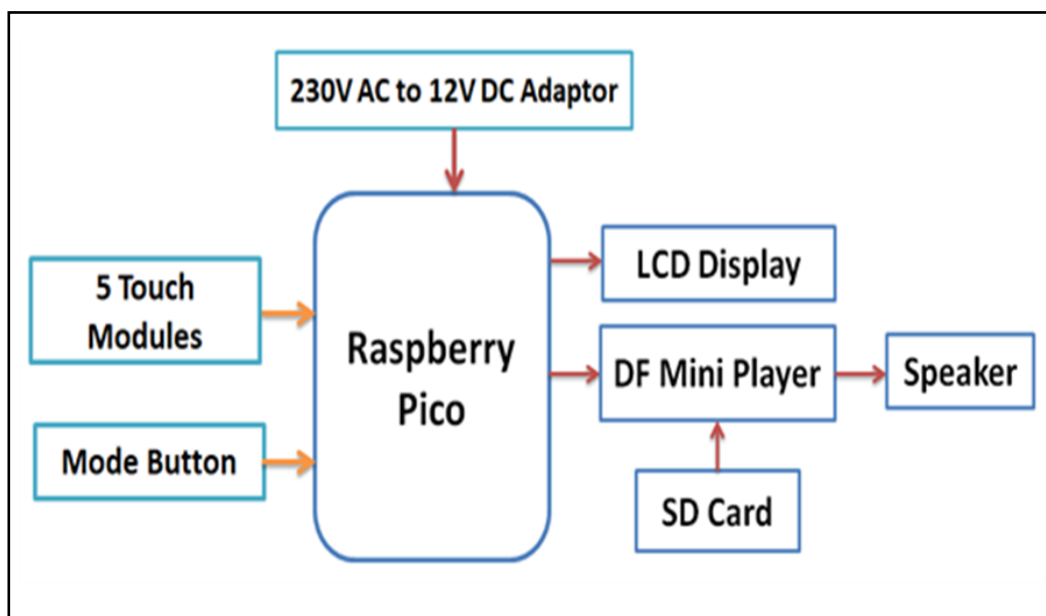 230V AC to 12V DC Adaptor
5 Touch
Modules
Mode Button
Raspberry
Pico
LCD Display
DF Mini Player
SD Card
Speaker